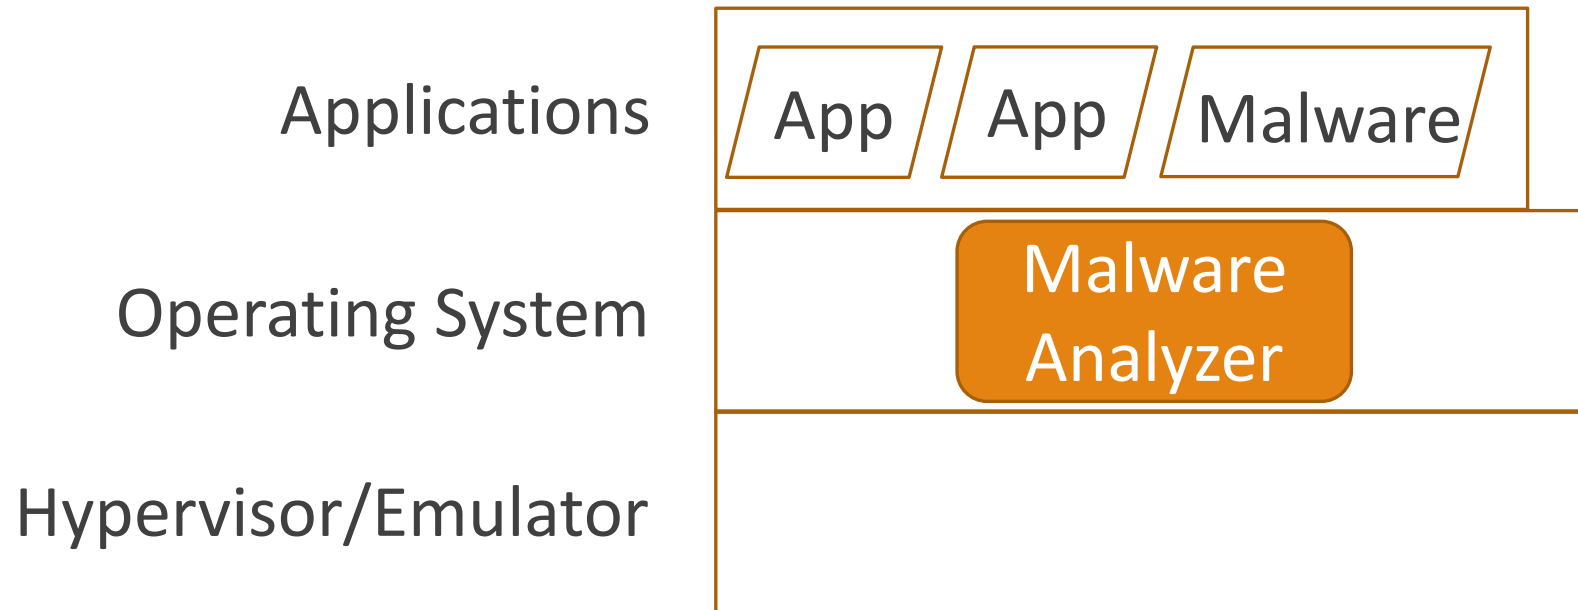 Applications
App
App
Malware
Operating System
Malware
Analyzer
Hypervisor/Emulator